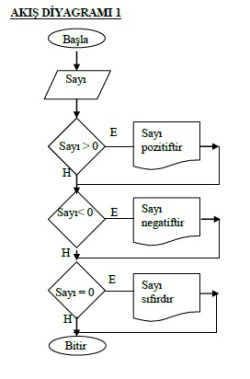 AKIŞ DİYAGRAMI 1
Başla
Sayı
Sayı > 0
E
Sayı
pozitiftir
H
Sayı< 0
E
Sayı
negatiftir
H
Sayı = 0
E
Sayı
sıfırdır
H
Bitir